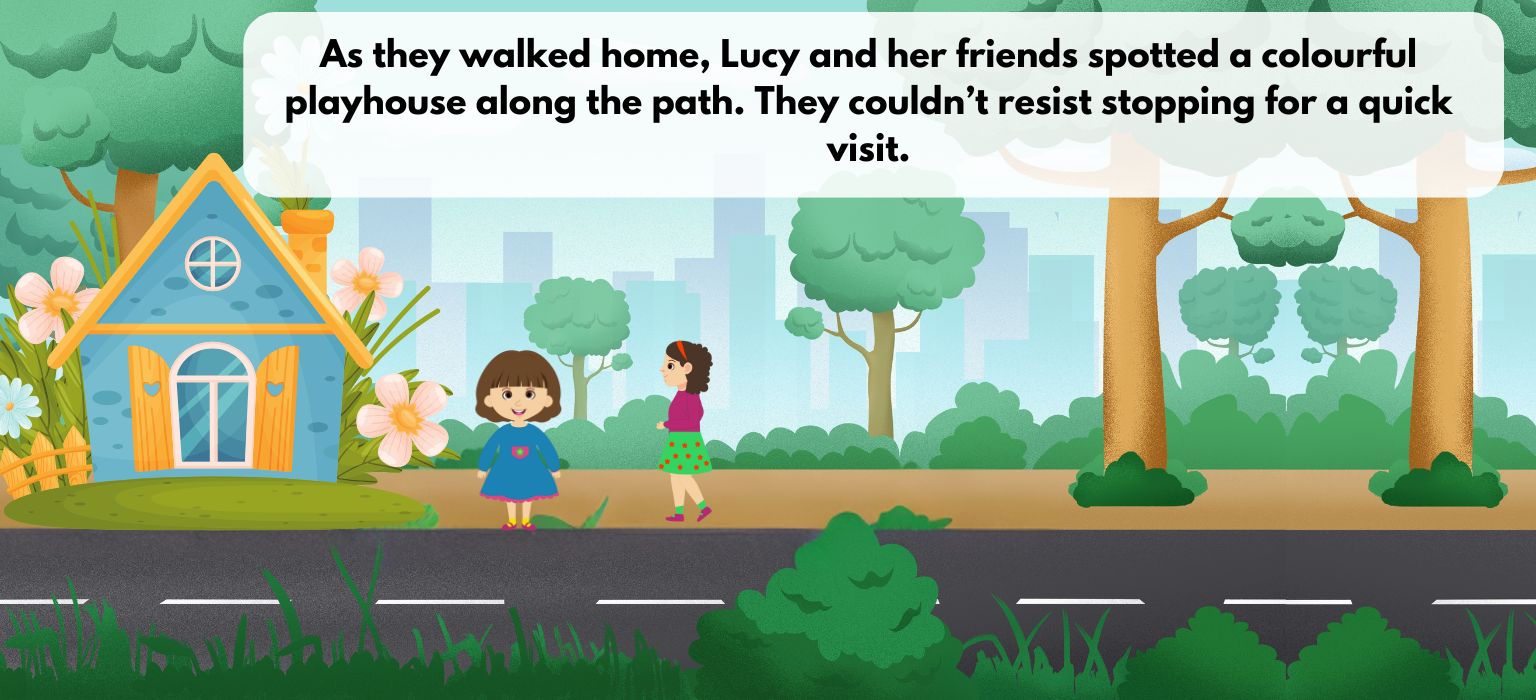 As they walked home, Lucy and her friends spotted a colourful
playhouse along the path. They couldn’t resist stopping for a quick
visit.